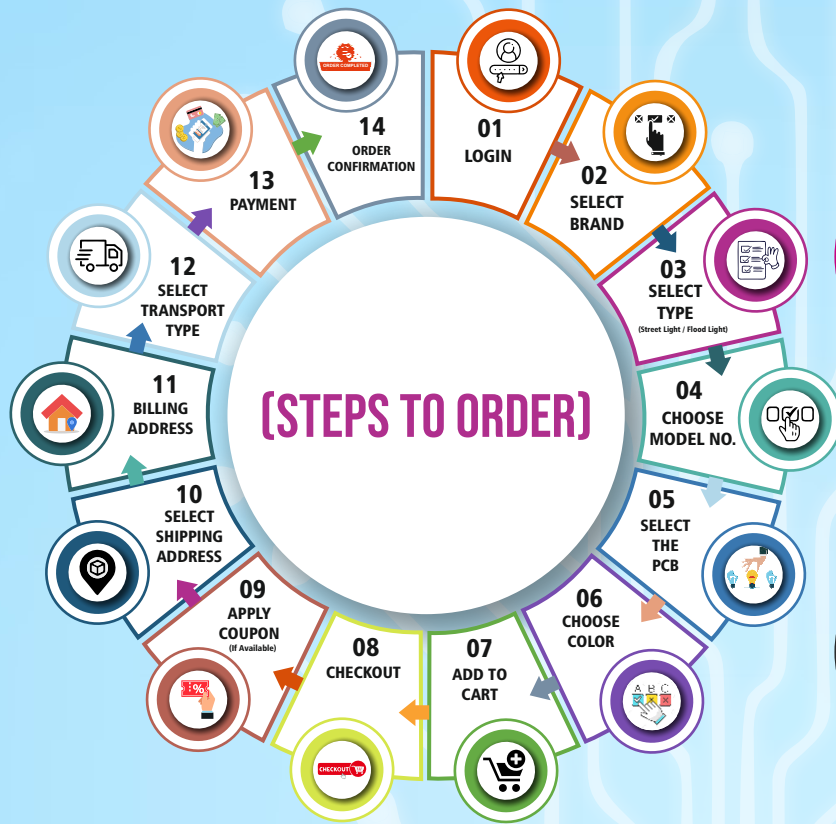 [STEPS TO ORDER]
01
LOGIN
02
SELECT
BRAND
03
SELECT
TYPE
(Street Light / Flood Light)
04
CHOOSE
MODEL NO.
05
SELECT
THE
PCB
06
CHOOSE
COLOR
A B C
07
ADD TO
CART
08
CHECKOUT
CHECKOUT
09
APPLY
COUPON
(If Available)
%
10
SELECT
SHIPPING
ADDRESS
11
BILLING
ADDRESS
12
SELECT
TRANSPORT
TYPE
13
PAYMENT
14
ORDER
CONFIRMATION
ORDER COMPLETED